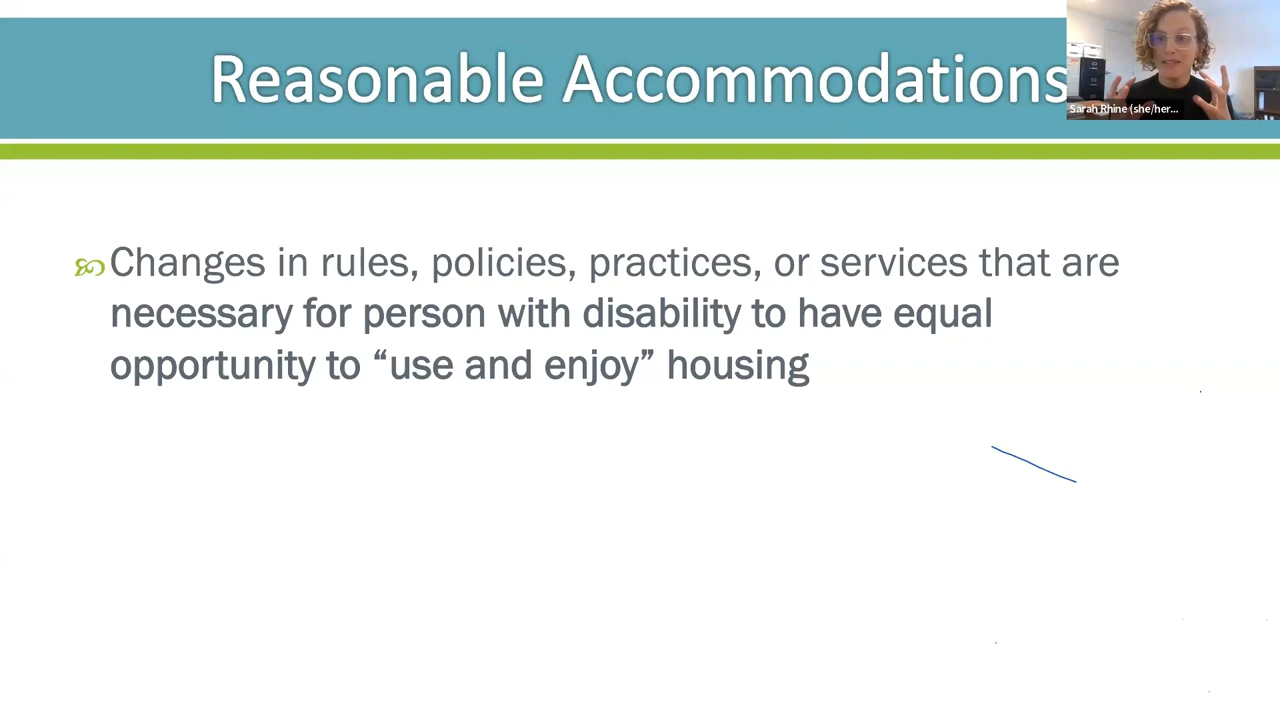 Reasonable Accommodations
Sarah Rhine (she/her...
Changes in rules, policies, practices, or services that are
necessary for person with disability to have equal
opportunity to “use and enjoy” housing